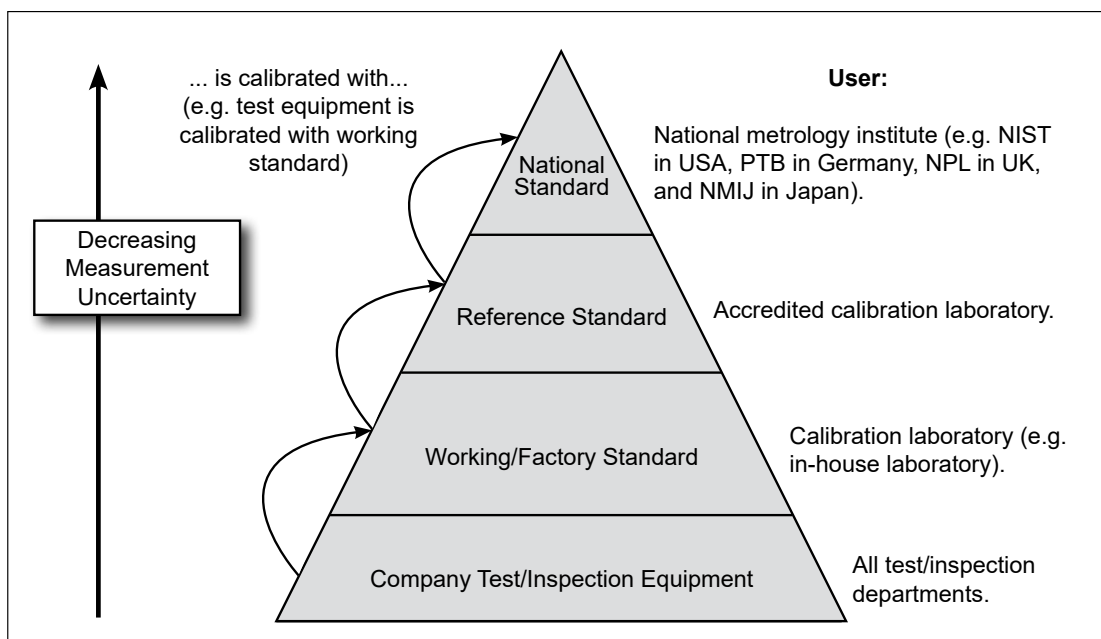 ... is calibrated with...
(e.g. test equipment is
calibrated with working
standard)
User:
National metrology institute (e.g. NIST
in USA, PTB in Germany, NPL in UK,
and NMIJ in Japan).
National
Standard
Decreasing
Measurement
Uncertainty
Reference Standard
Accredited calibration laboratory.
Working/Factory Standard
Calibration laboratory (e.g.
in-house laboratory).
Company Test/Inspection Equipment
All test/inspection
departments.